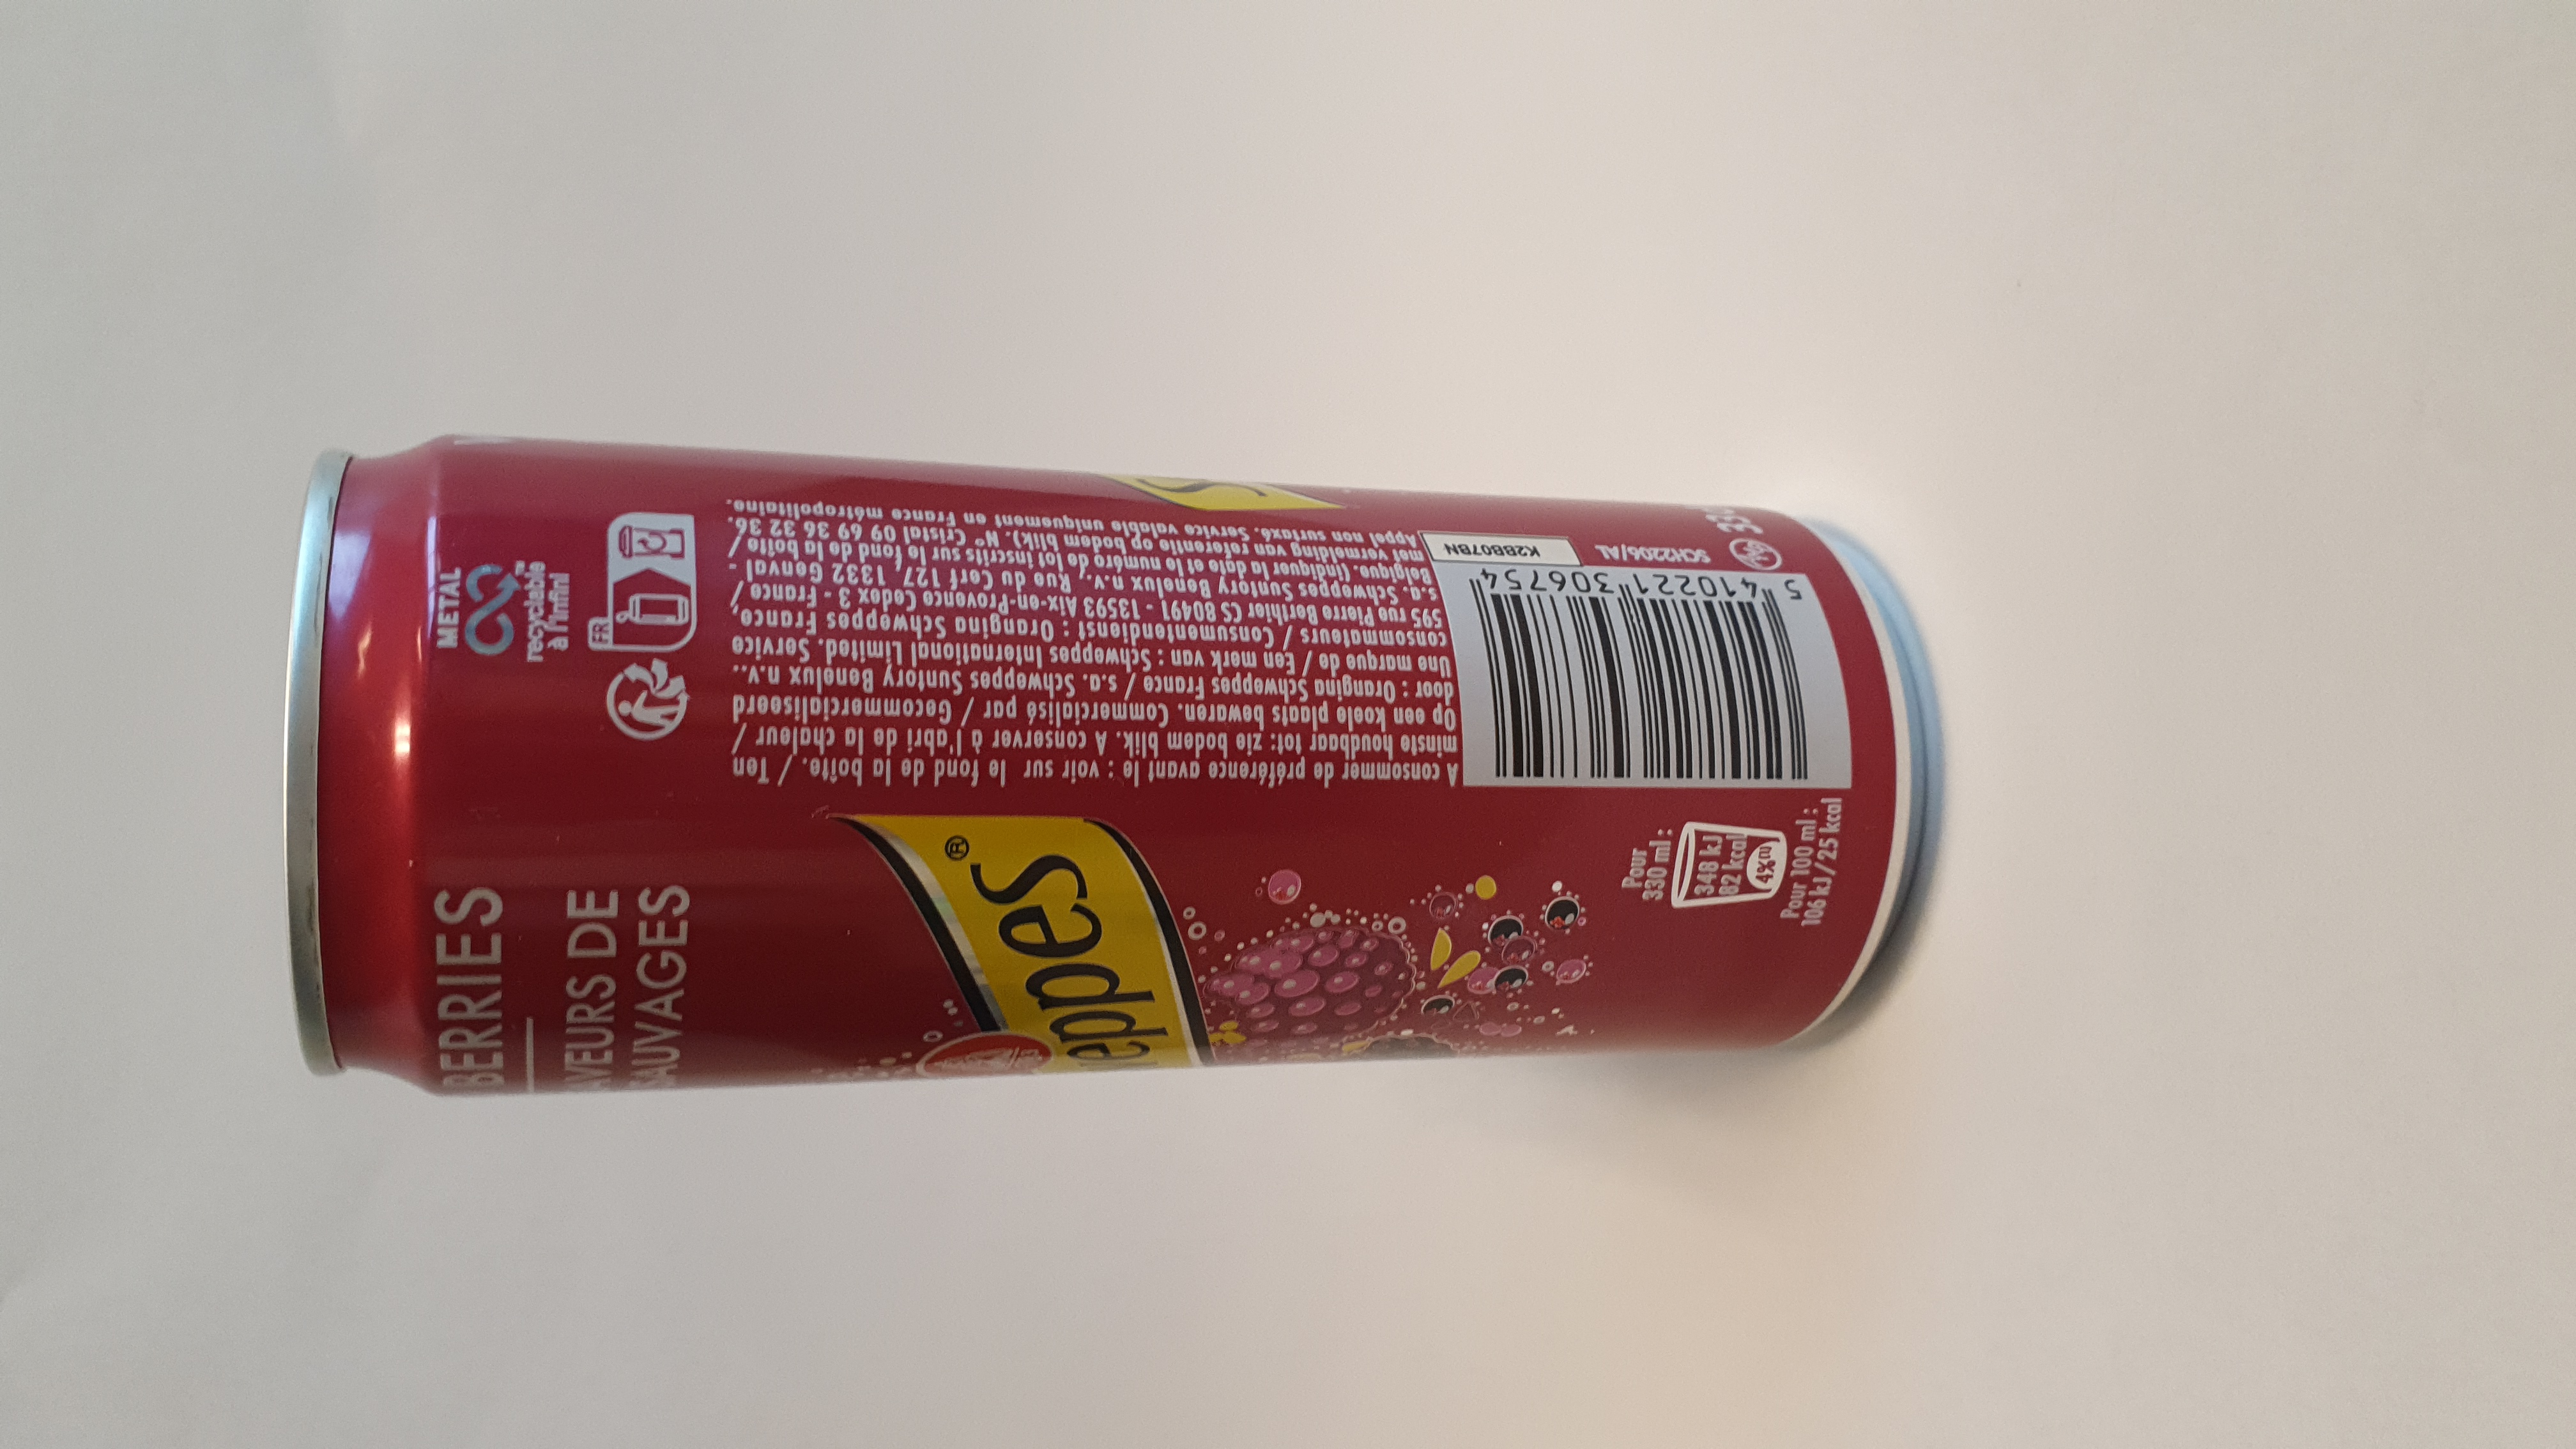 BERRIES
AVEURS DE
SAUVAGES
eppes®
METAL
recyclable™
à l'infini
FR
A consommer de préférence avant le : voir sur le fond de la boîte. / Ten
minste houdbaar tot: zie bodem blik. A conserver à l'abri de la chaleur /
Op een koele plaats bewaren. Commercialisé par / Gecommercialiseerd
door : Orangina Schweppes France / s.a. Schweppes Suntory Benelux n.v..
Une marque de / Een merk van : Schweppes International Limited. Service
consommateurs / Consumentendienst : Orangina Schweppes France,
595 rue Pierre Berthier CS 80491 - 13593 Aix-en-Provence Cedex 3 - France /
s.a. Schweppes Suntory Benelux n.v., Rue du Cerf 127, 1332 Genval -
Belgique. (indiquer la date et le numéro de lot inscrits sur le fond de la boîte /
met vermelding van referentie op bodem blik). N° Cristal 09 69 36 32 36.
Appel non surtaxé. Service valable uniquement en France métropolitaine.
5 410221 306754
K2BB07BN
SCH2206/AL
33
Pour
330 ml :
348 kJ
82 kcal
4%(1)
Pour 100 ml :
106 kJ/25 kcal